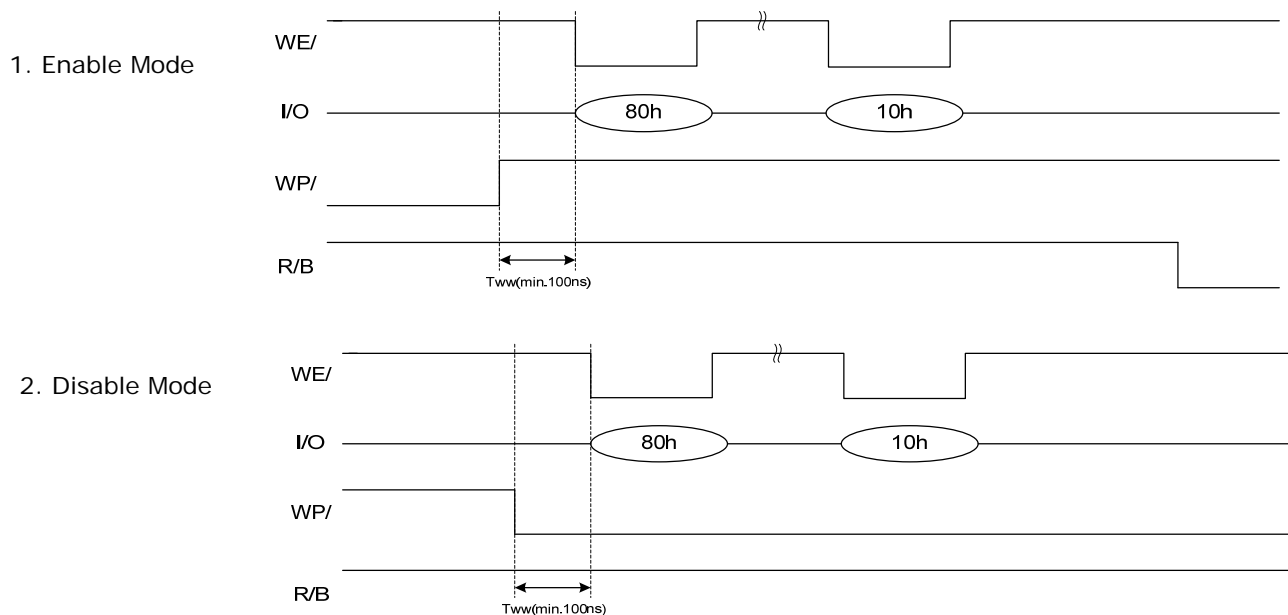 WE/
1. Enable Mode
I/O 80h 10h
WP/
R/B
Tww(min.100ns)
WE/
2. Disable Mode
I/O 80h 10h
WP/
R/B
Tww(min.100ns)